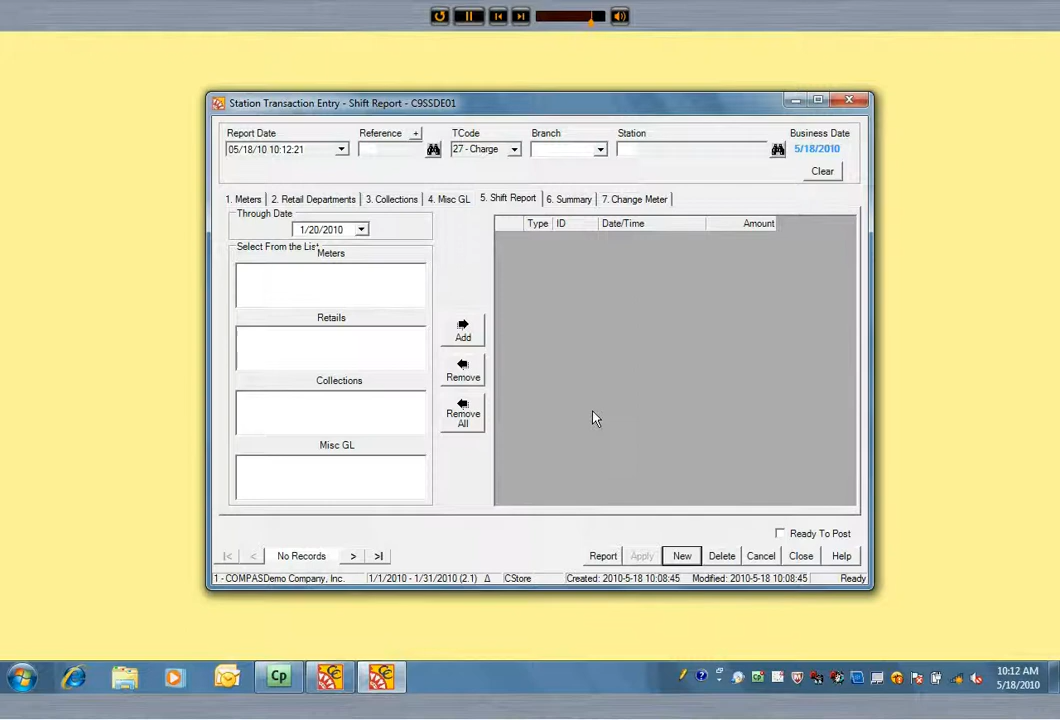 Station Transaction Entry - Shift Report - C9SSDE01
Report Date Reference + TCode Branch Station Business Date
05/18/10 10:12:21 27 - Charge 5/18/2010
Clear
1. Meters 2. Retail Departments 3. Collections 4. Misc GL 5. Shift Report 6. Summary 7. Change Meter
Through Date
1/20/2010
Type ID Date/Time Amount
Select From the List
Meters
Retails
Add
Collections
Remove
Remove
All
Misc GL
Ready To Post
|< < No Records > >| Report Apply New Delete Cancel Close Help
1 - COMPASDemo Company, Inc. 1/1/2010 - 1/31/2010 (2.1) Δ CStore Created: 2010-5-18 10:08:45 Modified: 2010-5-18 10:08:45 Ready
Cp
10:12 AM
5/18/2010